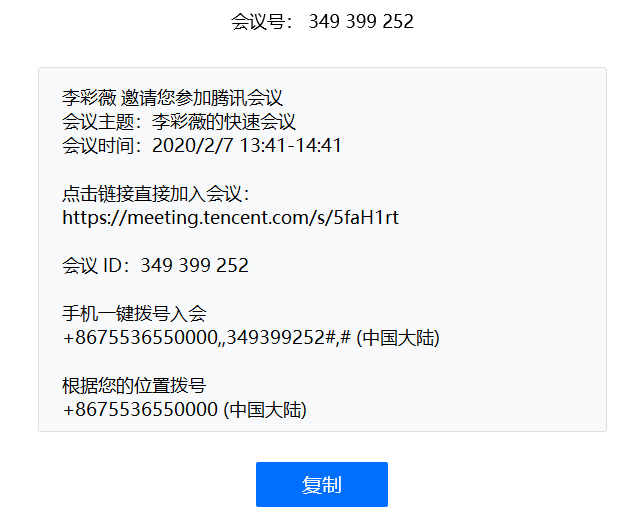 会议号： 349 399 252
李彩薇 邀请您参加腾讯会议
会议主题：李彩薇的快速会议
会议时间：2020/2/7 13:41-14:41
点击链接直接加入会议：
https://meeting.tencent.com/s/5faH1rt
会议 ID：349 399 252
手机一键拨号入会
+8675536550000,,349399252#,# (中国大陆)
根据您的位置拨号
+8675536550000 (中国大陆)
复制